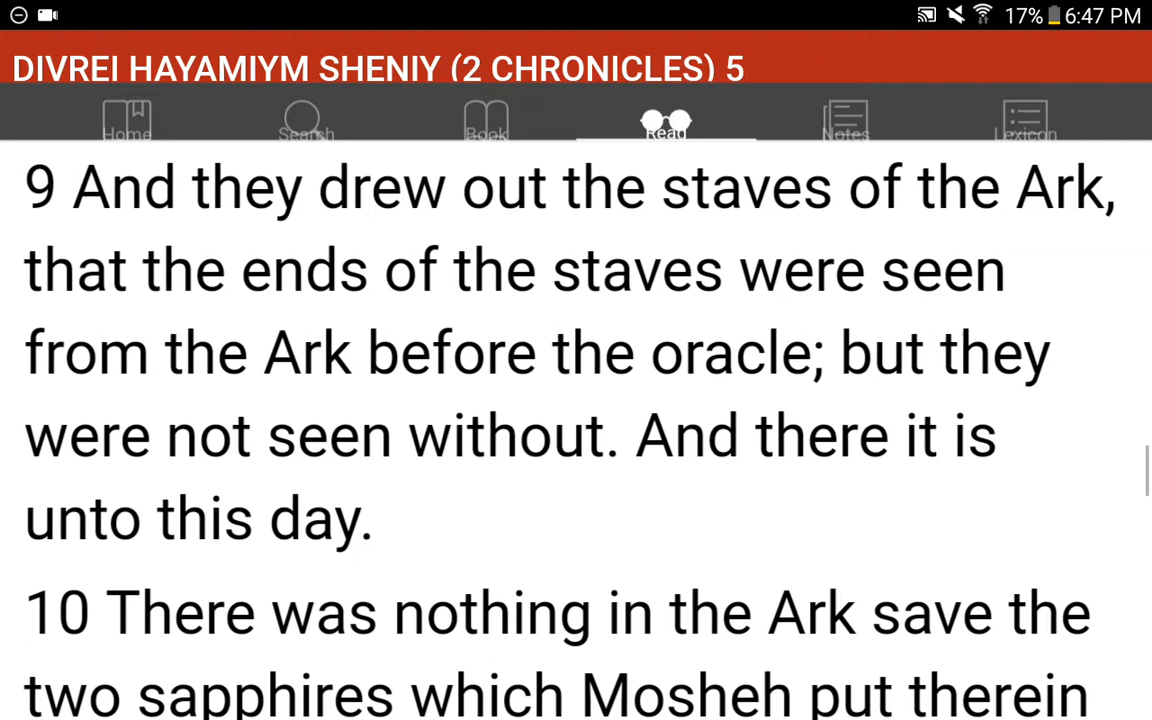 17% 6:47 PM
DIVREI HAYAMIYM SHENIY (2 CHRONICLES) 5
Home Search Book Read Notes Lexicon
9 And they drew out the staves of the Ark,
that the ends of the staves were seen
from the Ark before the oracle; but they
were not seen without. And there it is
unto this day.
10 There was nothing in the Ark save the
two sapphires which Mosheh put therein